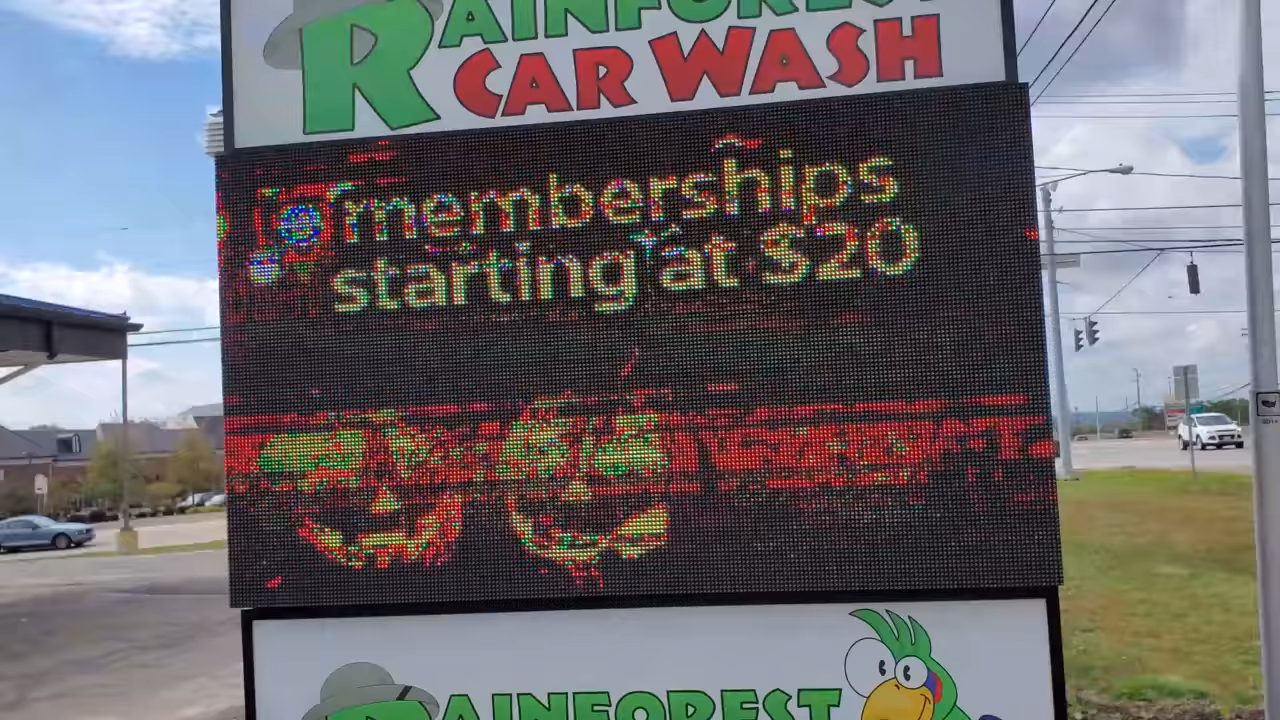 RAINFOREST
CAR WASH
memberships
starting at $20
RAINFOREST